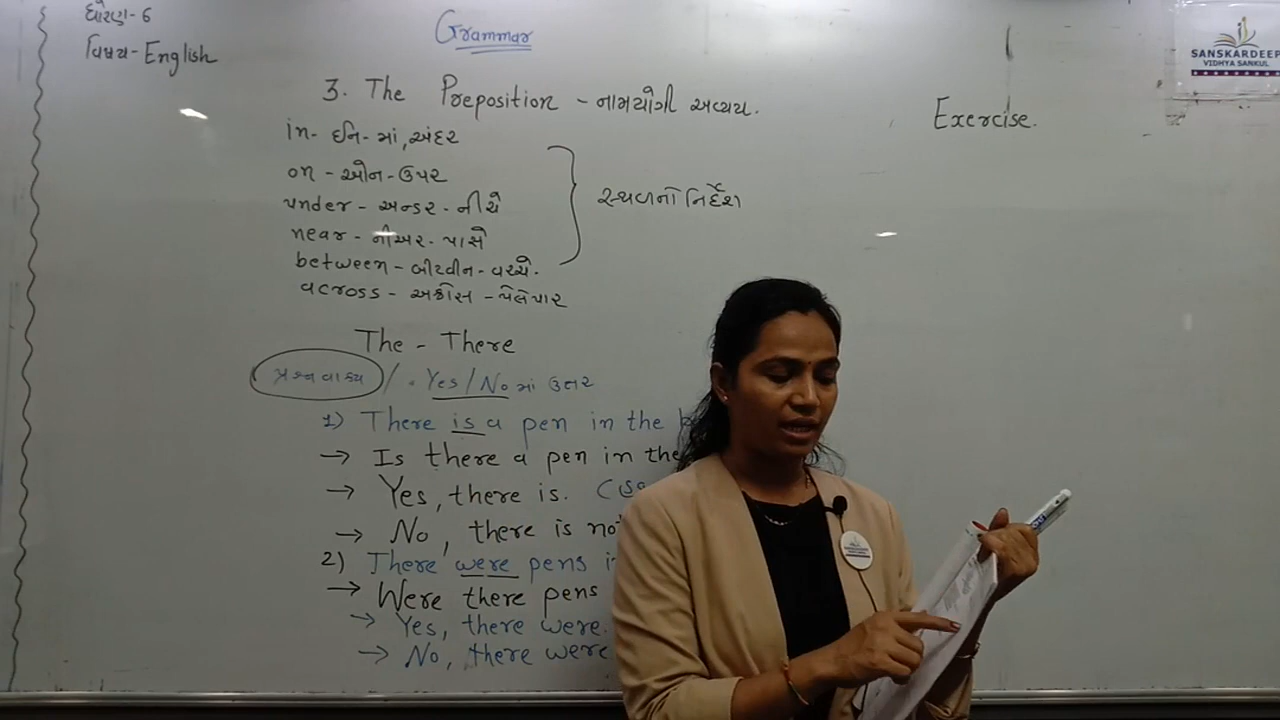 ધોરણ-6
વિષય-English
Grammar
SANSKARDEEP
VIDHYA SANKUL
3. The Preposition - નામયોગી અવ્યય.
Exercise.
in- ઈન- માં,અંદર
on - ઓન- ઉપર
under- અન્ડર- નીચે
near- નીઅર- પાસે
between- બીટવીન- વચ્ચે.
across - અક્રોસ - પેલેપાર
સ્થળનો નિર્દેશ
The - There
પ્રશ્નવાક્ય / . Yes/No માં ઉત્તર
1) There is a pen in the
→ Is there a pen in the
→ Yes, there is.
→ No, there is not
2) There were pens
→ Were there pens
→ Yes, there were.
→ No, there were